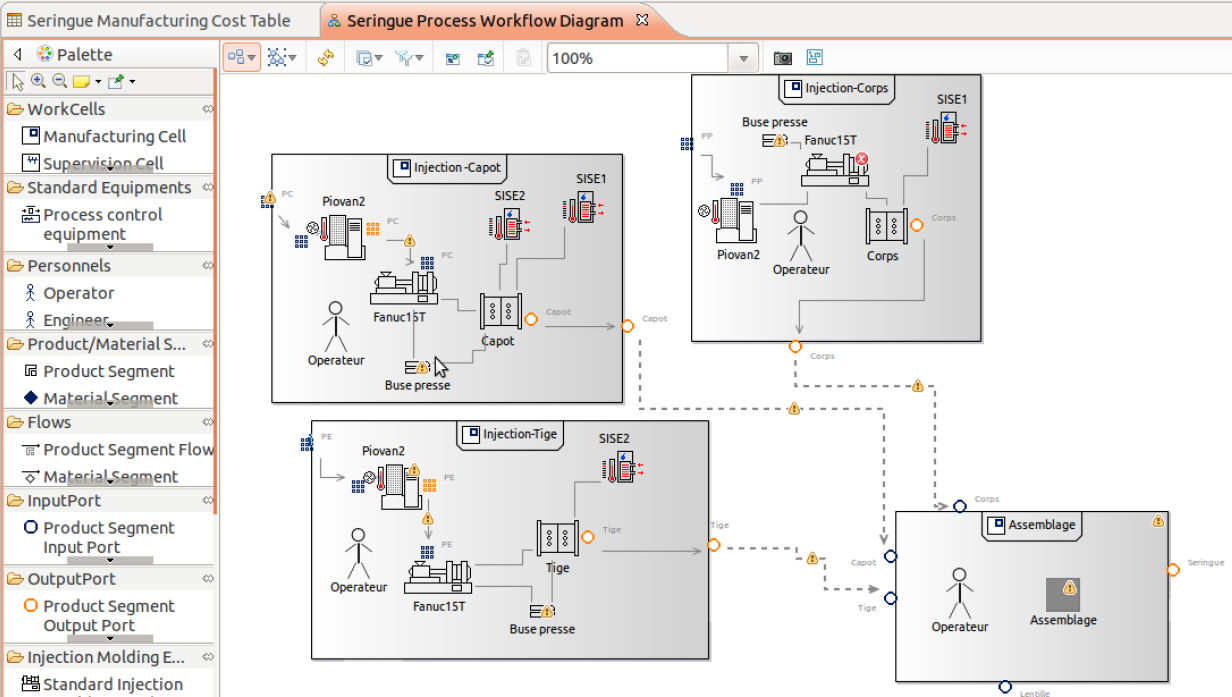 Seringue Manufacturing Cost Table
Seringue Process Workflow Diagram
Palette
100%
WorkCells
Manufacturing Cell
Supervision Cell
Standard Equipments
Process control
equipment
Personnels
Operator
Engineer
Product/Material S...
Product Segment
Material Segment
Flows
Product Segment Flow
Material Segment
InputPort
Product Segment
Input Port
OutputPort
Product Segment
Output Port
Injection Molding E...
Standard Injection
Injection -Capot
PC
Piovan2
PC
SISE2
SISE1
PC
Fanuc15T
Operateur
Capot
Capot
Capot
Buse presse
Injection-Corps
SISE1
Buse presse
Fanuc15T
PP
PP
Piovan2
Operateur
Corps
Corps
Corps
Injection-Tige
PE
Piovan2
PE
SISE2
PE
Operateur
Fanuc15T
Tige
Tige
Tige
Buse presse
Corps
Assemblage
Capot
Tige
Operateur
Assemblage
Seringue
Lentille